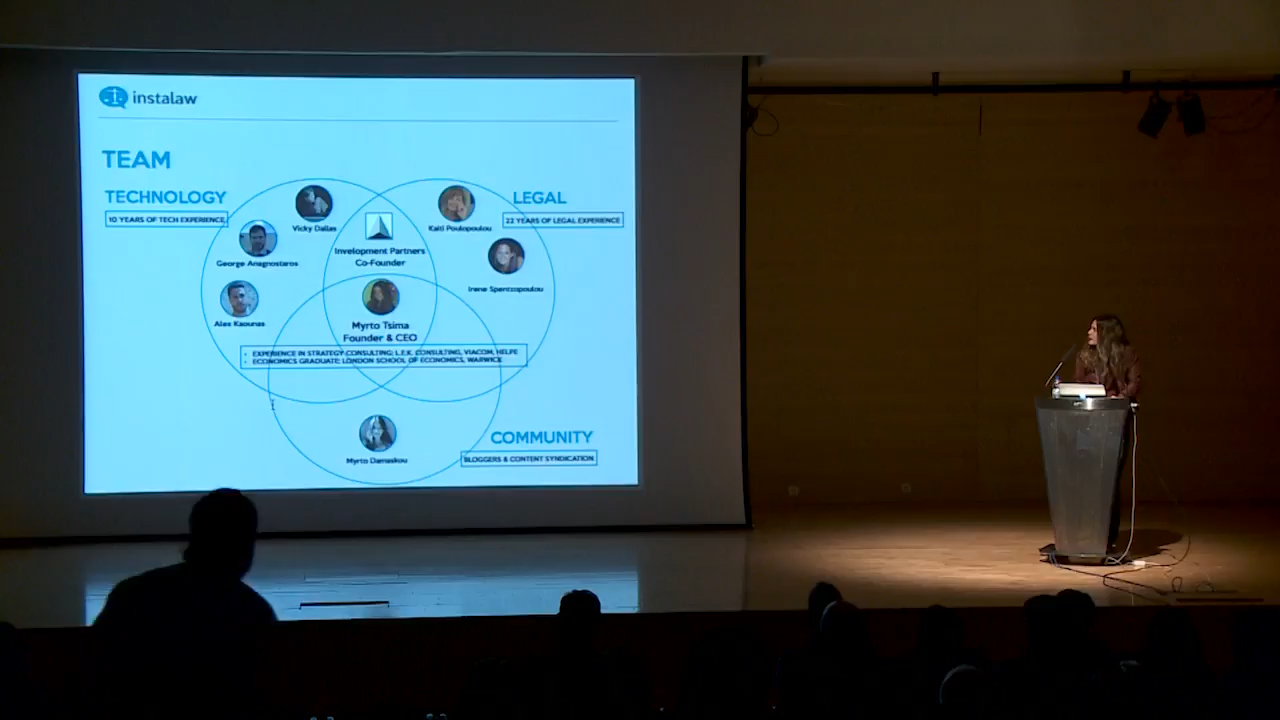 instalaw
TEAM
TECHNOLOGY
10 YEARS OF TECH EXPERIENCE
LEGAL
22 YEARS OF LEGAL EXPERIENCE
Vicky Dallas
Kaiti Poulopoulou
George Anagnostaros
Invelopment Partners
Co-Founder
Irene Spentzopoulou
Alex Kaounas
Myrto Tsima
Founder & CEO
• EXPERIENCE IN STRATEGY CONSULTING: L.E.K. CONSULTING, VIACOM, HELPE
• ECONOMICS GRADUATE: LONDON SCHOOL OF ECONOMICS, WARWICK
Myrto Damaskou
COMMUNITY
BLOGGERS & CONTENT SYNDICATION